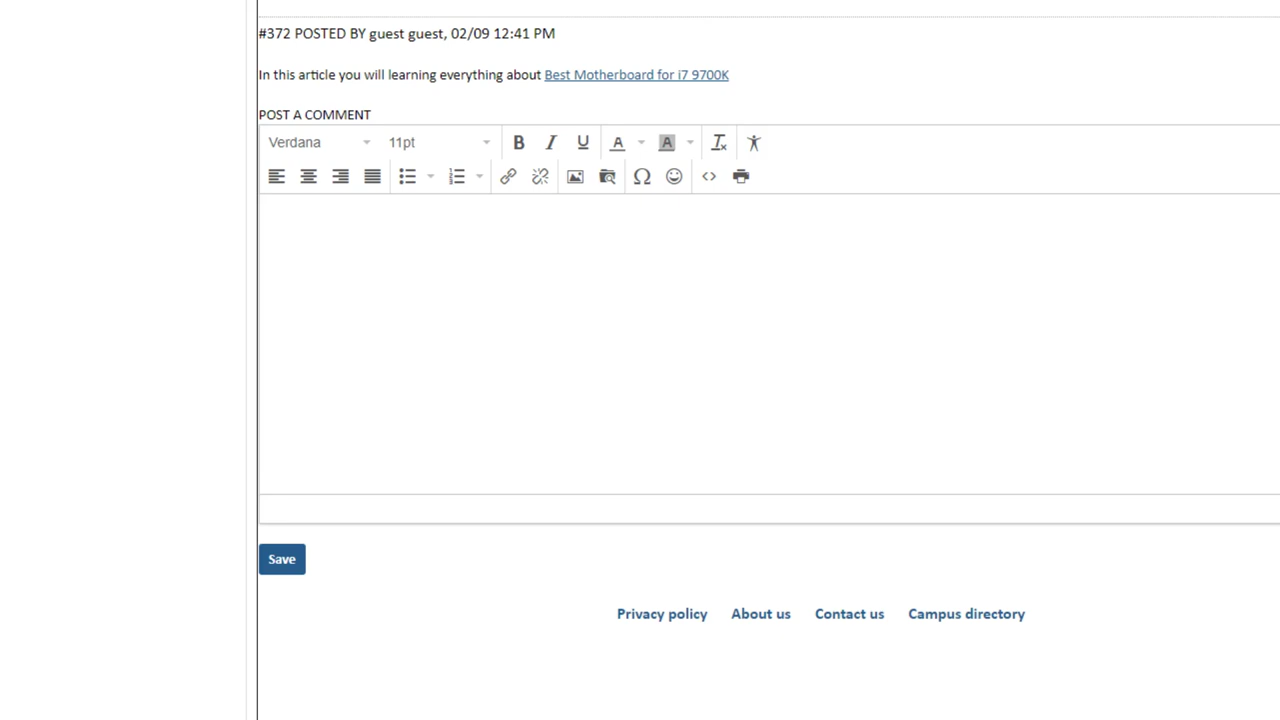 #372 POSTED BY guest guest, 02/09 12:41 PM
In this article you will learning everything about Best Motherboard for i7 9700K
POST A COMMENT
Verdana 11pt B I U A A
Save
Privacy policy About us Contact us Campus directory